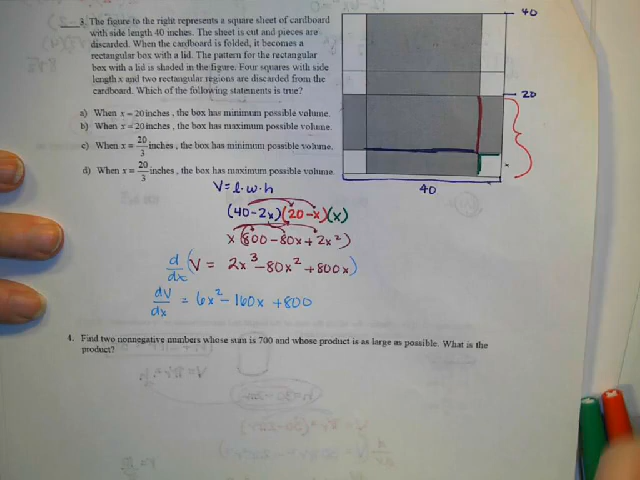 3. The figure to the right represents a square sheet of cardboard
with side length 40 inches. The sheet is cut and pieces are
discarded. When the cardboard is folded, it becomes a
rectangular box with a lid. The pattern for the rectangular
box with a lid is shaded in the figure. Four squares with side
length x and two rectangular regions are discarded from the
cardboard. Which of the following statements is true?
a) When x = 20 inches, the box has minimum possible volume.
b) When x = 20 inches, the box has maximum possible volume.
c) When x = 20/3 inches, the box has minimum possible volume.
d) When x = 20/3 inches, the box has maximum possible volume.
40
20
40
V = l·w·h
(40-2x)(20-x)(x)
x(800-80x+2x²)
d/dx (V = 2x³-80x²+800x)
dV/dx = 6x²-160x+800
4. Find two nonnegative numbers whose sum is 700 and whose product is as large as possible. What is the
product?